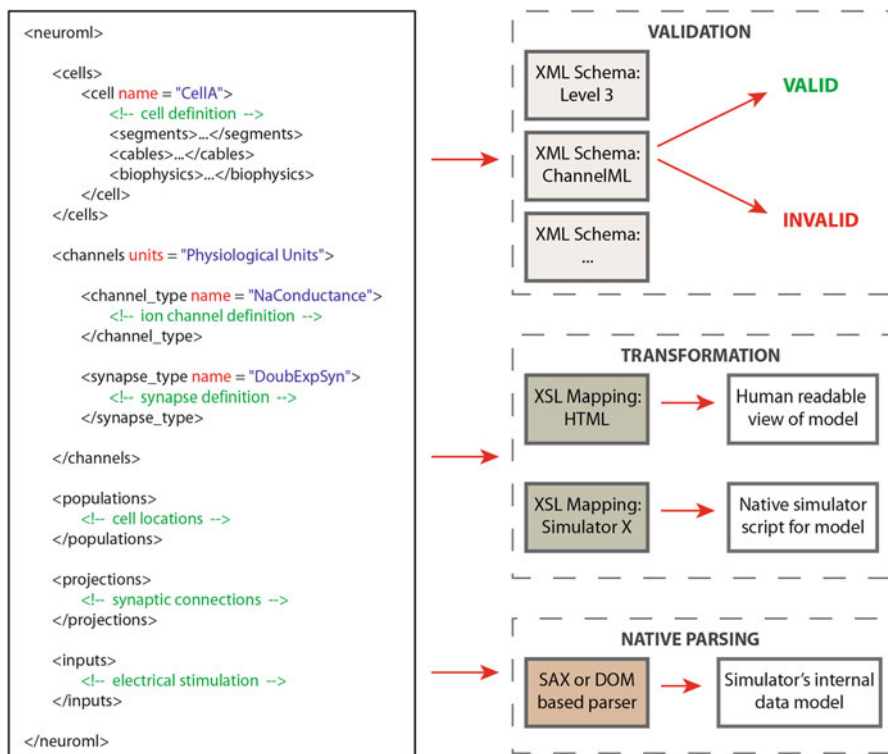 <neuroml>
<cells>
<cell name = "CellA">
<!-- cell definition -->
<segments>...</segments>
<cables>...</cables>
<biophysics>...</biophysics>
</cell>
</cells>
<channels units = "Physiological Units">
<channel_type name = "NaConductance">
<!-- ion channel definition -->
</channel_type>
<synapse_type name = "DoubExpSyn">
<!-- synapse definition -->
</synapse_type>
</channels>
<populations>
<!-- cell locations -->
</populations>
<projections>
<!-- synaptic connections -->
</projections>
<inputs>
<!-- electrical stimulation -->
</inputs>
</neuroml>
VALIDATION
XML Schema:
Level 3
XML Schema:
ChannelML
XML Schema:
...
VALID
INVALID
TRANSFORMATION
XSL Mapping:
HTML
Human readable
view of model
XSL Mapping:
Simulator X
Native simulator
script for model
NATIVE PARSING
SAX or DOM
based parser
Simulator's internal
data model